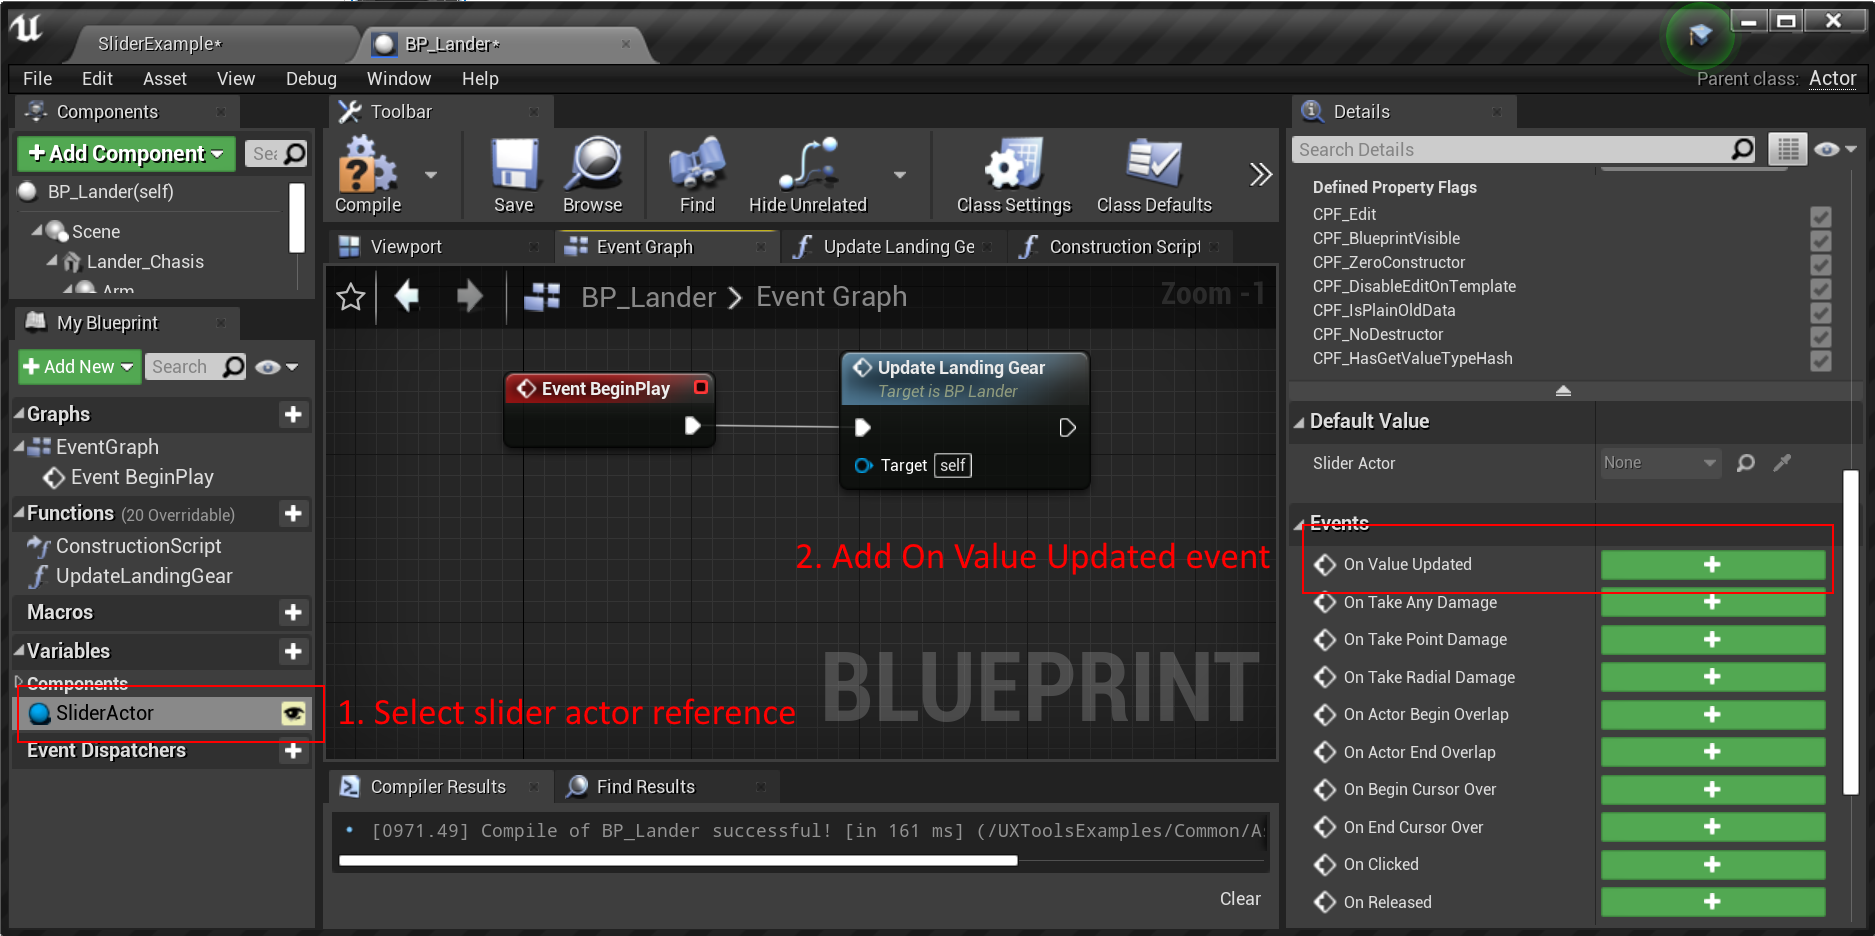 SliderExample*
BP_Lander*
File Edit Asset View Debug Window Help
Parent class: Actor
Components
Add Component
BP_Lander(self)
Scene
Lander_Chasis
Arm
My Blueprint
Add New
Search
Graphs
EventGraph
Event BeginPlay
Functions (20 Overridable)
ConstructionScript
UpdateLandingGear
Macros
Variables
Components
SliderActor
Event Dispatchers
Toolbar
Compile
Save
Browse
Find
Hide Unrelated
Class Settings
Class Defaults
Viewport
Event Graph
Update Landing Ge
Construction Script
BP_Lander > Event Graph
Zoom -1
Event BeginPlay
Update Landing Gear
Target is BP Lander
Target self
2. Add On Value Updated event
1. Select slider actor reference
BLUEPRINT
Compiler Results
Find Results
[0971.49] Compile of BP_Lander successful! [in 161 ms] (/UXToolsExamples/Common/A
Clear
Details
Search Details
Defined Property Flags
CPF_Edit
CPF_BlueprintVisible
CPF_ZeroConstructor
CPF_DisableEditOnTemplate
CPF_IsPlainOldData
CPF_NoDestructor
CPF_HasGetValueTypeHash
Default Value
Slider Actor
None
Events
On Value Updated
On Take Any Damage
On Take Point Damage
On Take Radial Damage
On Actor Begin Overlap
On Actor End Overlap
On Begin Cursor Over
On End Cursor Over
On Clicked
On Released